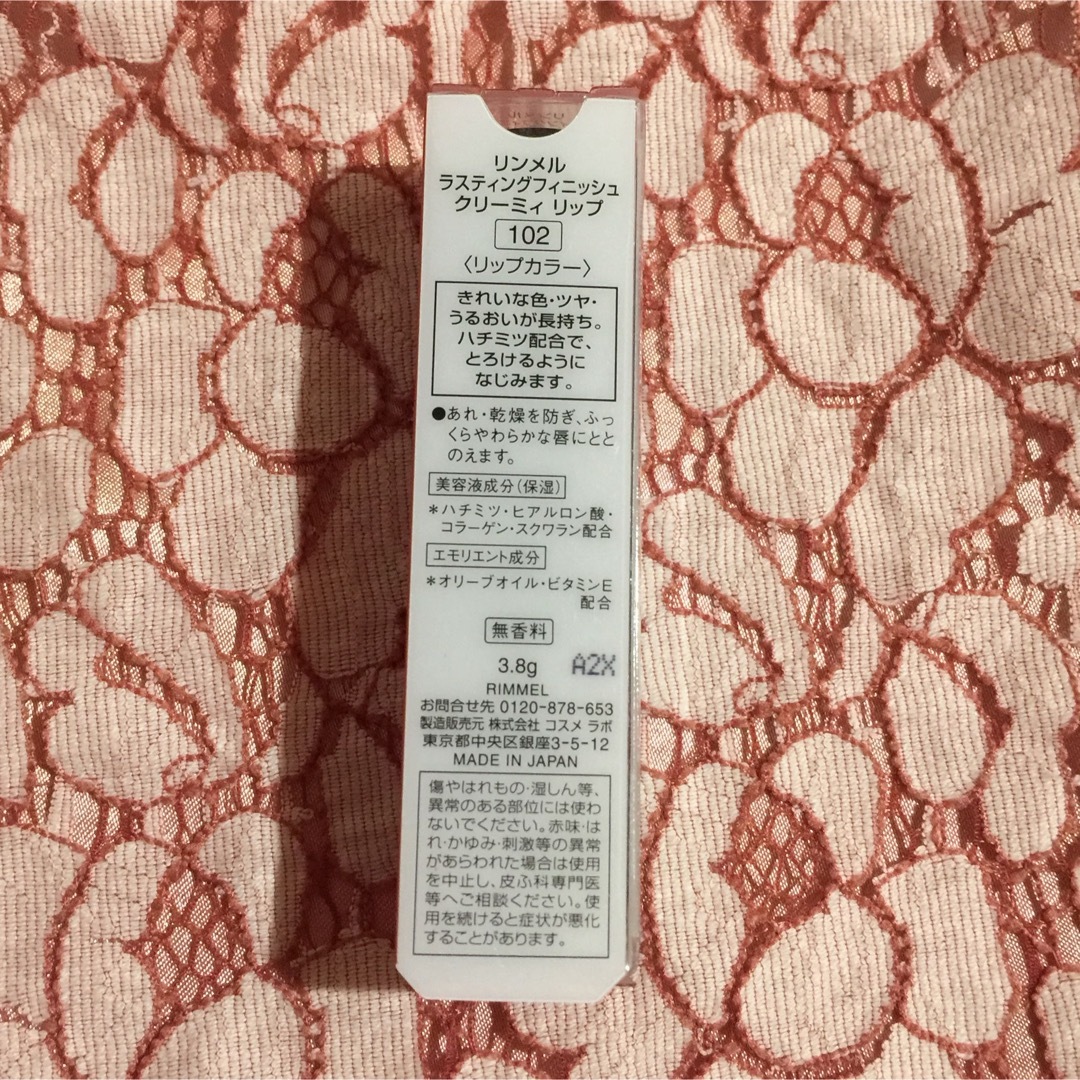 リンメル
ラスティングフィニッシュ
クリーミィ リップ
102
〈リップカラー〉
きれいな色・ツヤ・
うるおいが長持ち。
ハチミツ配合で、
とろけるように
なじみます。
●あれ・乾燥を防ぎ、ふっ
くらやわらかな唇にとと
のえます。
美容液成分(保湿)
＊ハチミツ・ヒアルロン酸・
コラーゲン・スクワラン配合
エモリエント成分
＊オリーブオイル・ビタミンE
配合
無香料
3.8g A2X
RIMMEL
お問合せ先 0120-878-653
製造販売元 株式会社 コスメ ラボ
東京都中央区銀座3-5-12
MADE IN JAPAN
傷やはれもの・湿しん等、
異常のある部位には使わ
ないでください。赤味・は
れ・かゆみ・刺激等の異常
があらわれた場合は使用
を中止し、皮ふ科専門医
等へご相談ください。使
用を続けると症状が悪化
することがあります。